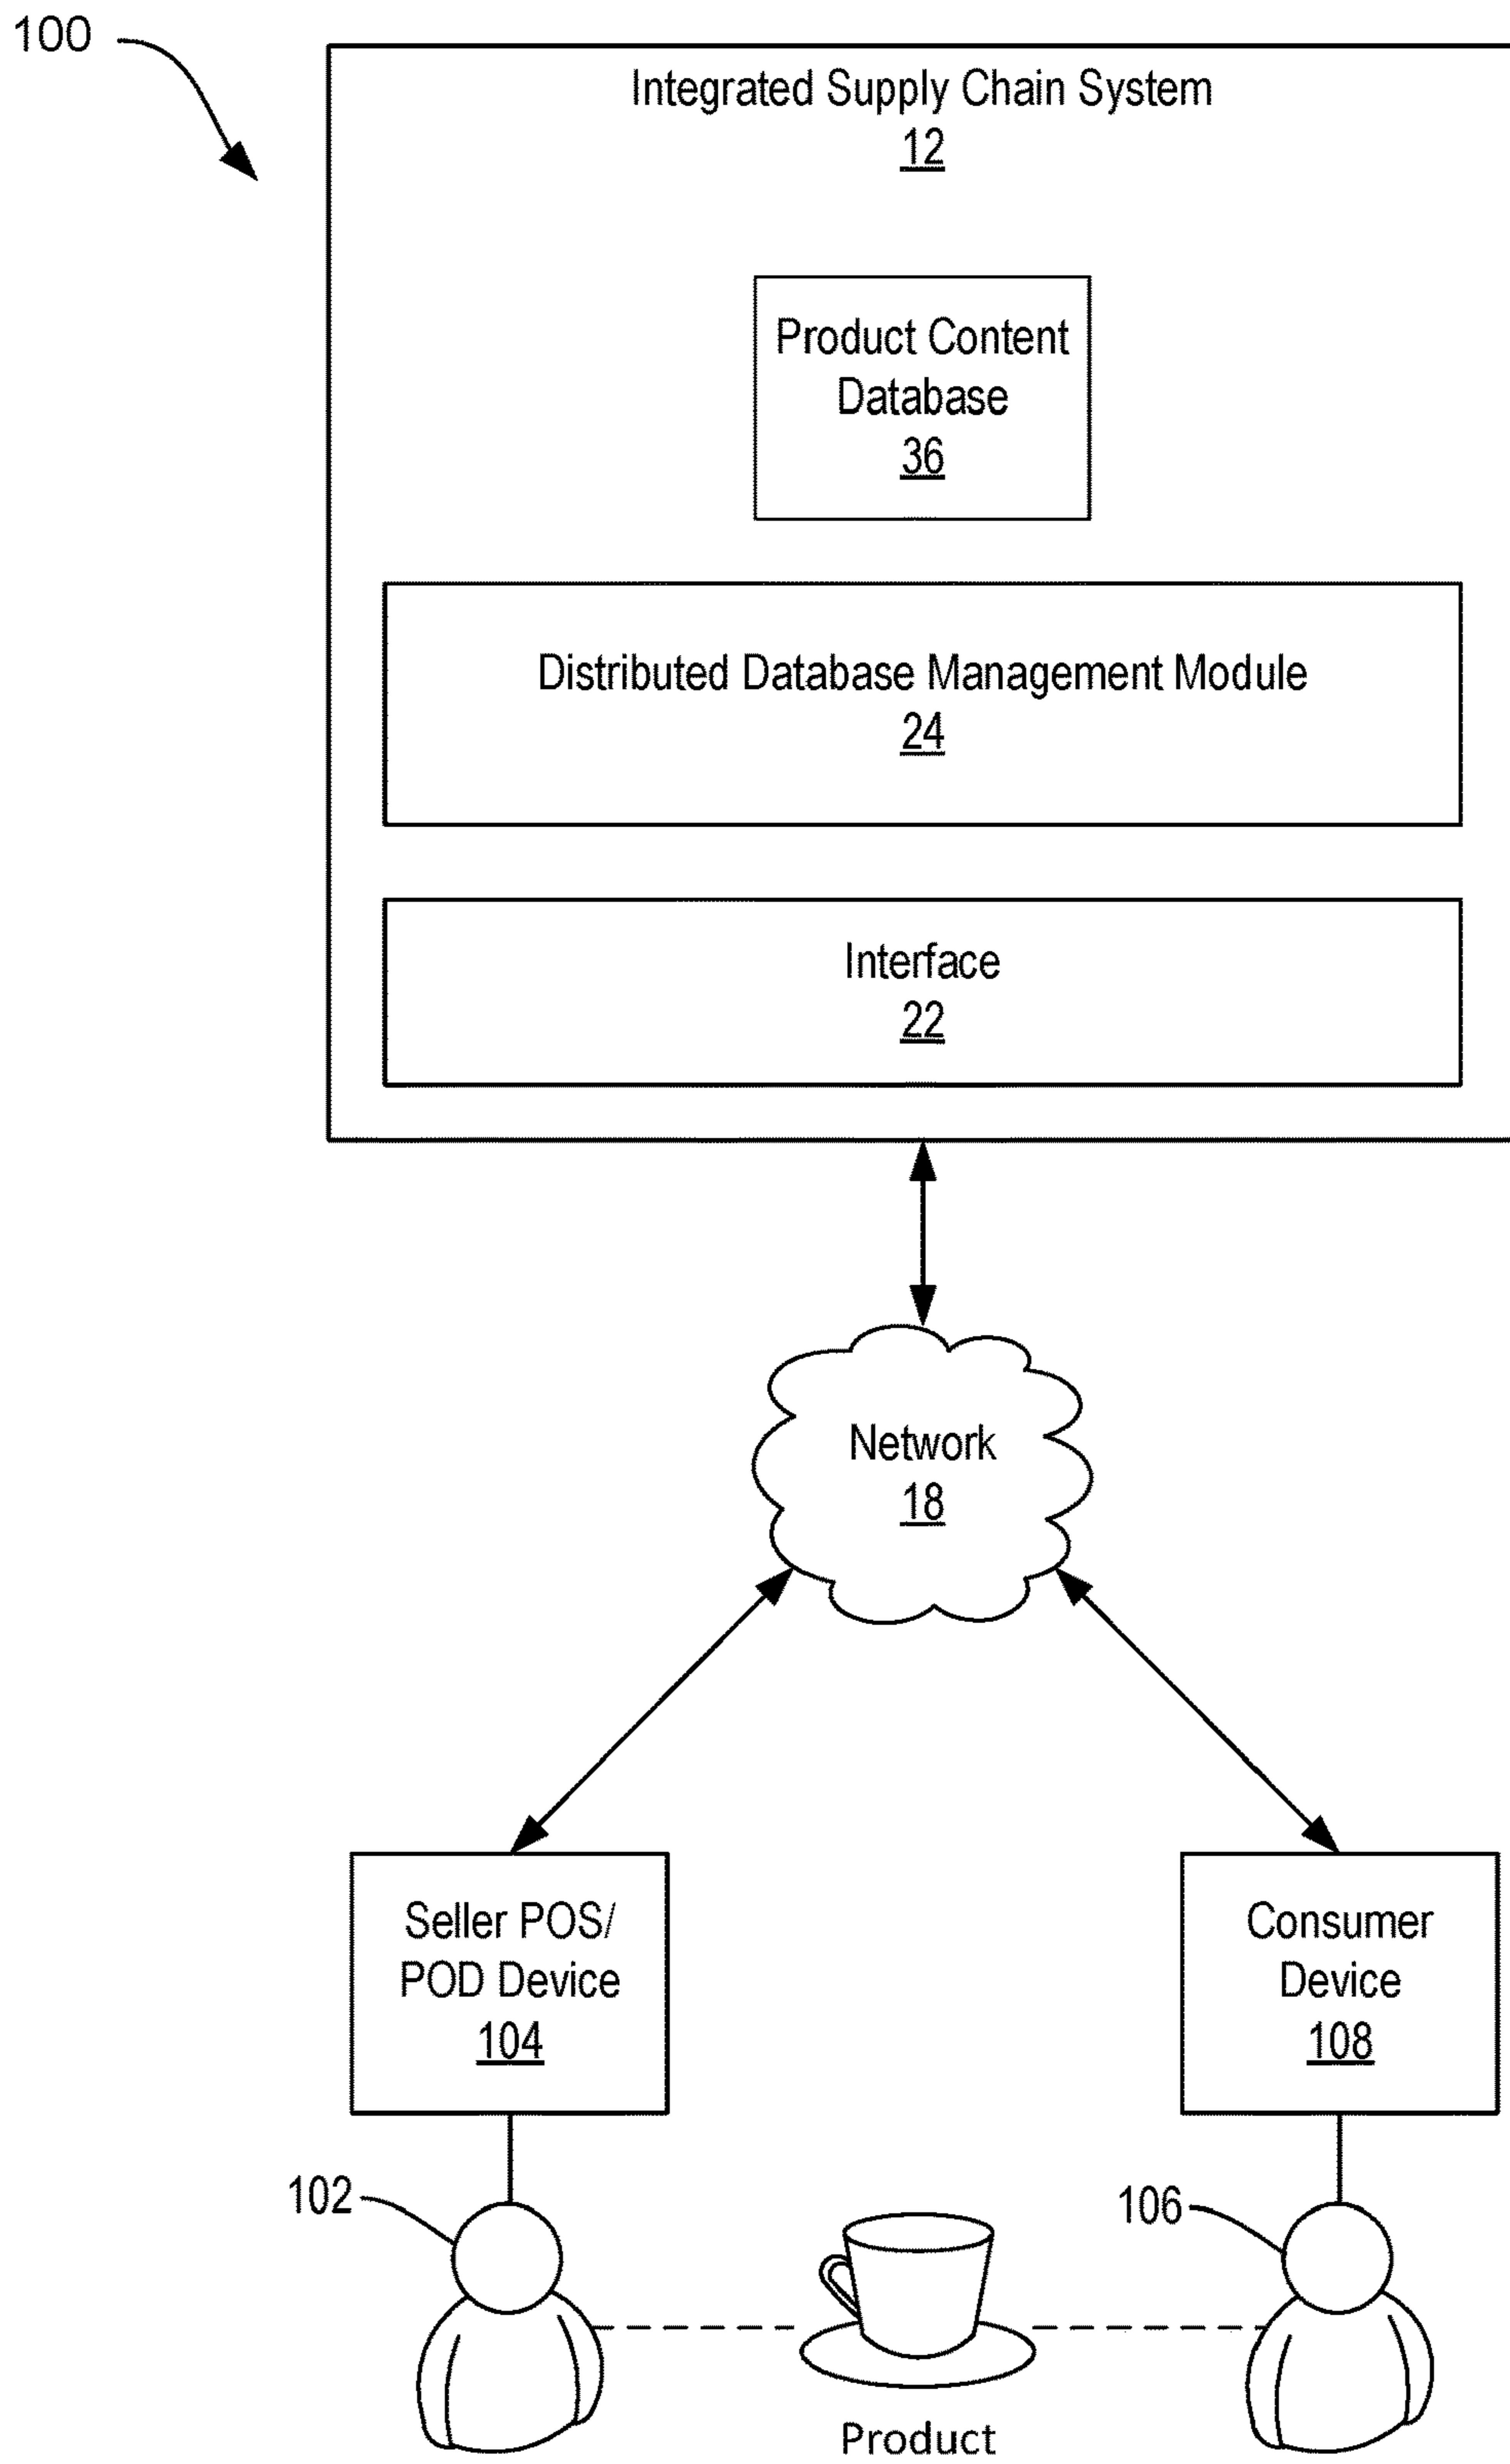 100
Integrated Supply Chain System
12
Product Content
Database
36
Distributed Database Management Module
24
Interface
22
Network
18
Seller POS/
POD Device
104
Consumer
Device
108
102
106
Product